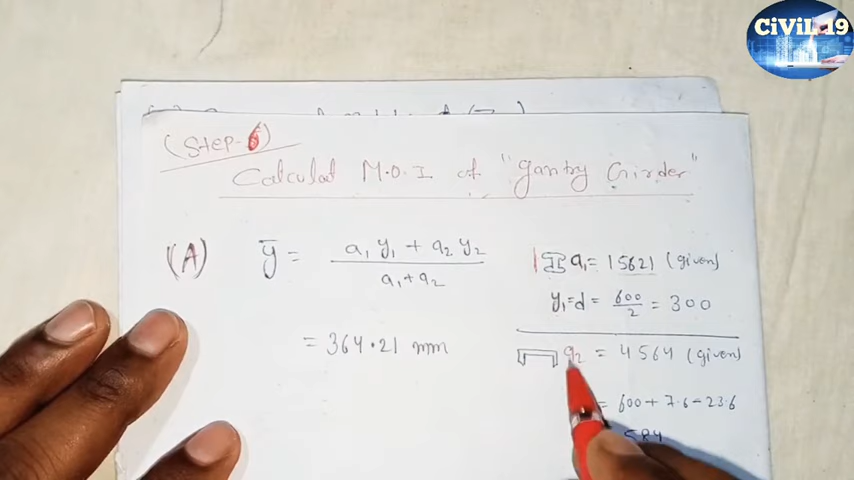 CiViL 19
(Step-6)
Calculad M.O.I of "gantry Girder"
(A) ȳ = a₁y₁ + a₂y₂ / a₁+a₂
= 364.21 mm
a₁= 15621 (given)
y₁=d = 600/2 = 300
a₂ = 4564 (given)
= 600+7.6-23.6
584